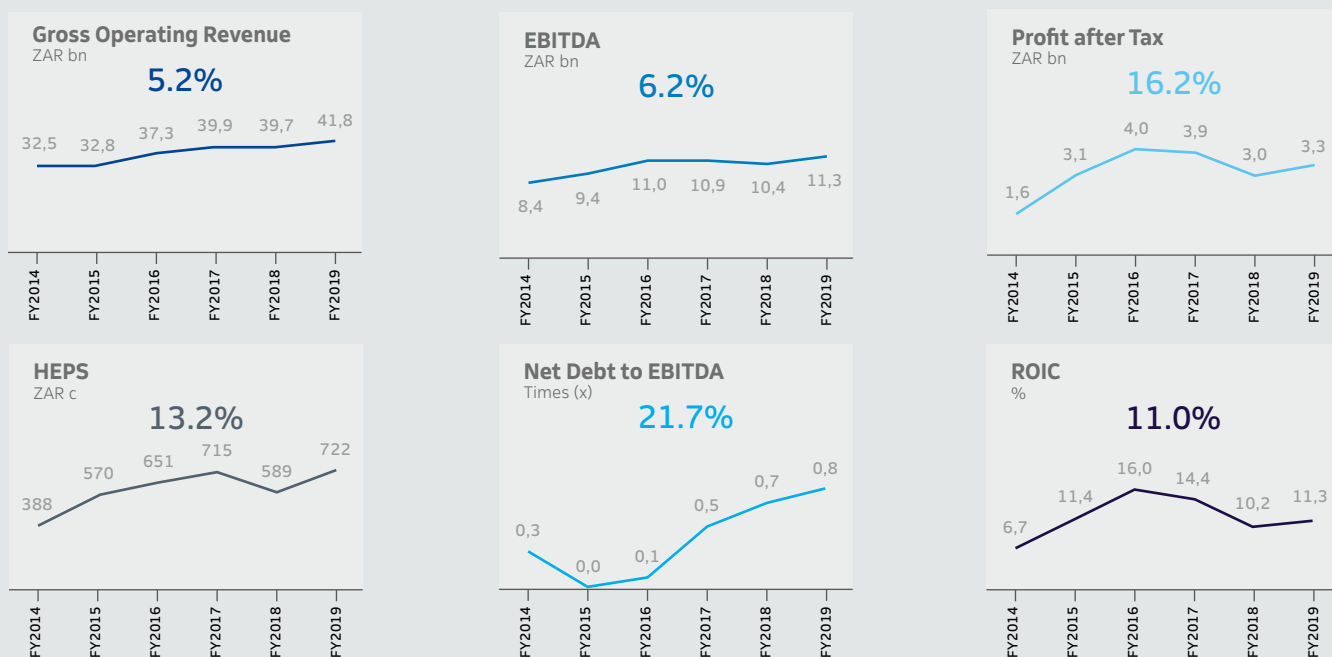 Gross Operating Revenue
ZAR bn
5.2%
32,5 32,8 37,3 39,9 39,7 41,8
FY2014 FY2015 FY2016 FY2017 FY2018 FY2019
EBITDA
ZAR bn
6.2%
8,4 9,4 11,0 10,9 10,4 11,3
FY2014 FY2015 FY2016 FY2017 FY2018 FY2019
Profit after Tax
ZAR bn
16.2%
1,6 3,1 4,0 3,9 3,0 3,3
FY2014 FY2015 FY2016 FY2017 FY2018 FY2019
HEPS
ZAR c
13.2%
388 570 651 715 589 722
FY2014 FY2015 FY2016 FY2017 FY2018 FY2019
Net Debt to EBITDA
Times (x)
21.7%
0,3 0,0 0,1 0,5 0,7 0,8
FY2014 FY2015 FY2016 FY2017 FY2018 FY2019
ROIC
%
11.0%
6,7 11,4 16,0 14,4 10,2 11,3
FY2014 FY2015 FY2016 FY2017 FY2018 FY2019